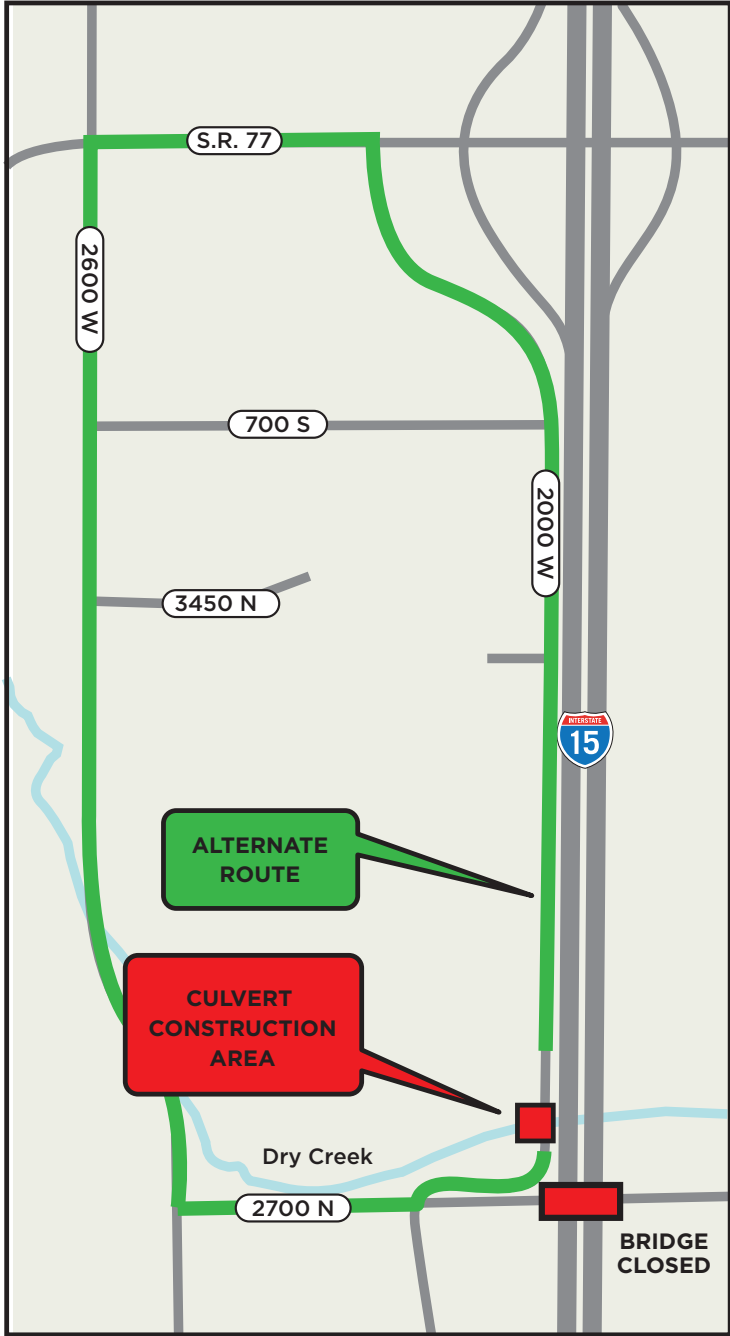 S.R. 77
2600 W
700 S
2000 W
3450 N
INTERSTATE
15
ALTERNATE
ROUTE
CULVERT
CONSTRUCTION
AREA
Dry Creek
2700 N
BRIDGE
CLOSED